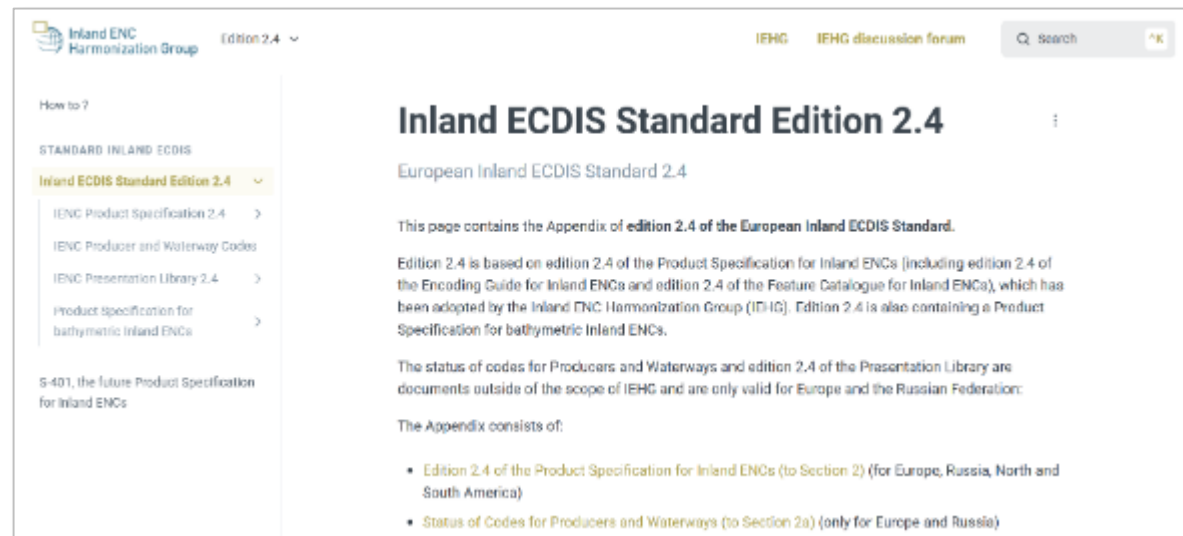 Inland ENC
Harmonization Group
Edition 2.4
IEHG
IEHG discussion forum
Search
^K
How to ?
STANDARD INLAND ECDIS
Inland ECDIS Standard Edition 2.4
IENC Product Specification 2.4
IENC Producer and Waterway Codes
IENC Presentation Library 2.4
Product Specification for
bathymetric Inland ENCs
S-401, the future Product Specification
for Inland ENCs
Inland ECDIS Standard Edition 2.4
European Inland ECDIS Standard 2.4
This page contains the Appendix of edition 2.4 of the European Inland ECDIS Standard.
Edition 2.4 is based on edition 2.4 of the Product Specification for Inland ENCs (including edition 2.4 of
the Encoding Guide for Inland ENCs and edition 2.4 of the Feature Catalogue for Inland ENCs), which has
been adopted by the Inland ENC Harmonization Group (IEHG). Edition 2.4 is also containing a Product
Specification for bathymetric Inland ENCs.
The status of codes for Producers and Waterways and edition 2.4 of the Presentation Library are
documents outside of the scope of IEHG and are only valid for Europe and the Russian Federation:
The Appendix consists of:
• Edition 2.4 of the Product Specification for Inland ENCs (to Section 2) (for Europe, Russia, North and
South America)
• Status of Codes for Producers and Waterways (to Section 2a) (only for Europe and Russia)